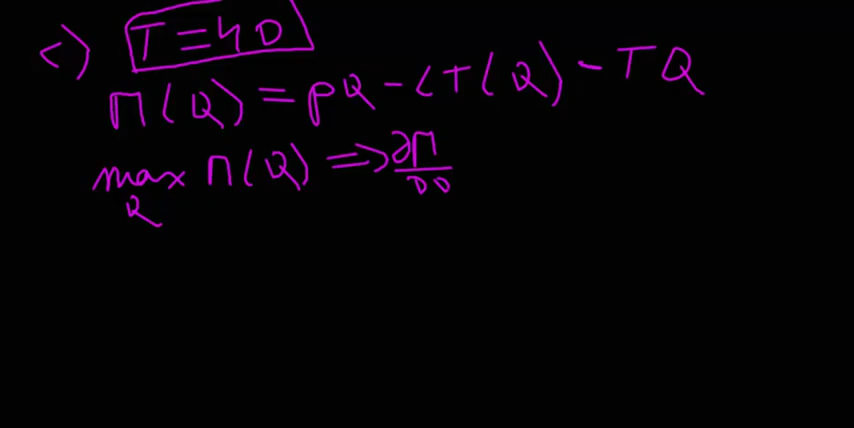 c) T = 40
Π(Q) = PQ - CT(Q) - TQ
max Π(Q) => ∂Π
Q ∂Q